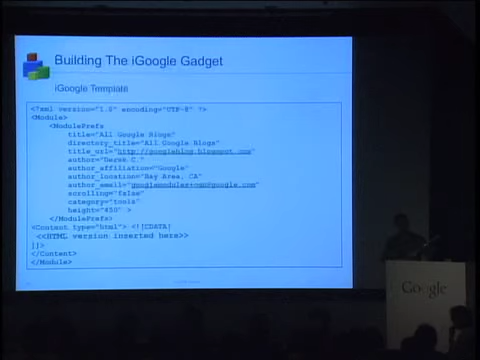 Building The iGoogle Gadget
iGoogle Template
<?xml version="1.0" encoding="UTF-8" ?>
<Module>
<ModulePrefs
title="All Google Blogs"
directory_title="All Google Blogs"
title_url="http://googleblog.blogspot.com"
author="Derek C."
author_affiliation="Google"
author_location="Bay Area, CA"
author_email="googlemodules+om@google.com"
scrolling="false"
category="tools"
height="450" >
</ModulePrefs>
<Content type="html"> <![CDATA[
<<HTML version inserted here>>
]]>
</Content>
</Module>
Google